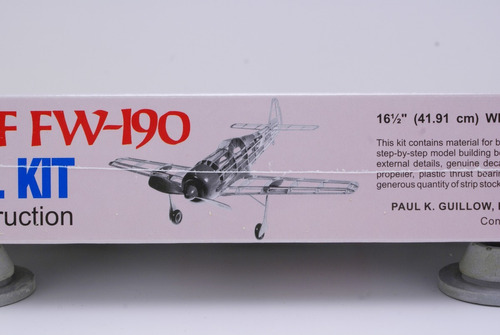 F FW-190
KIT
ruction
16½" (41.91 cm) W
This kit contains material for b
step-by-step model building b
external details, genuine deca
propeller, plastic thrust bearin
generous quantity of strip stock
PAUL K. GUILLOW,
Con